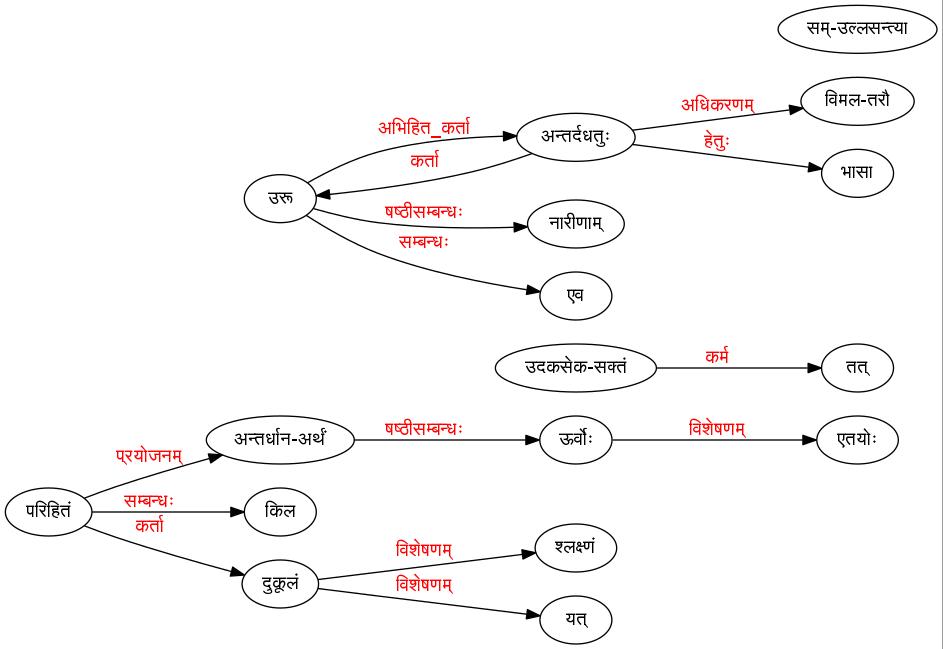 सम्-उल्लसन्त्या
अधिकरणम् विमल-तरौ
अभिहित_कर्ता अन्तर्दधतुः
हेतुः भासा
कर्ता
उरू
षष्ठीसम्बन्धः नारीणाम्
सम्बन्धः
एव
उदकसेक-सक्तं कर्म तत्
अन्तर्धान-अर्थं षष्ठीसम्बन्धः ऊर्वोः विशेषणम् एतयोः
प्रयोजनम्
परिहितं सम्बन्धः किल
कर्ता
विशेषणम् श्लक्ष्णं
दुकूलं विशेषणम्
यत्